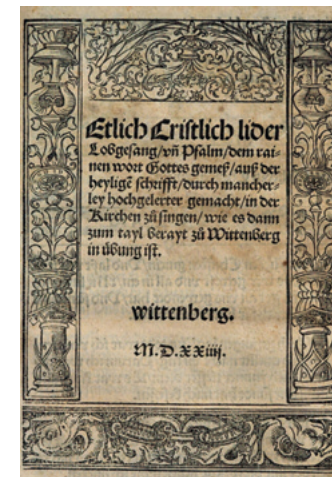 Etlich Cristlich lider
Lobgesang/vñ Psalm/dem rai-
nen wort Gottes gemeß/auß der
heyligē schrifft/durch mancher-
ley hochgelerter gemacht/in der
Kirchen zů singen/wie es dann
zum tayl berayt zů Wittenberg
in übung ist.
wittenberg.
M.D.XXiiij.